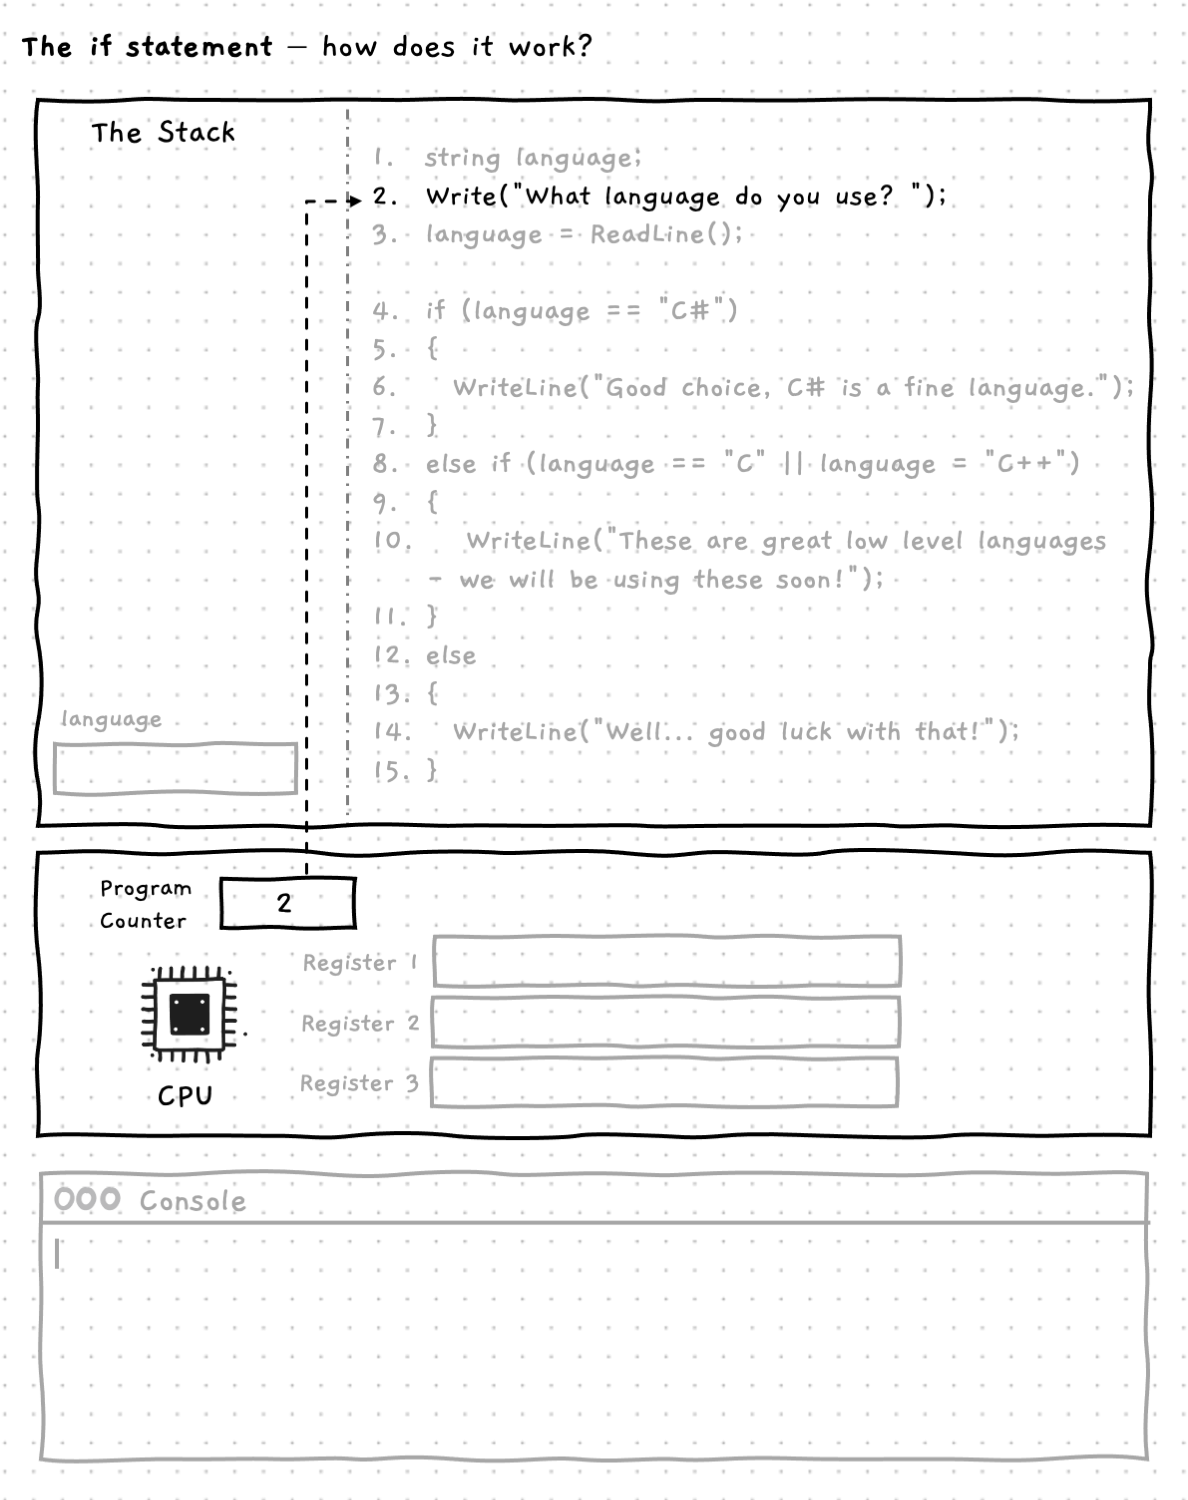 The if statement – how does it work?
The Stack
1. string language;
2. Write("What language do you use? ");
3. language = ReadLine();
4. if (language == "C#")
5. {
6. WriteLine("Good choice, C# is a fine language.");
7. }
8. else if (language == "C" || language = "C++")
9. {
10. WriteLine("These are great low level languages
- we will be using these soon!");
11. }
12. else
13. {
14. WriteLine("Well... good luck with that!");
15. }
language
Program
Counter
2
Register 1
Register 2
Register 3
CPU
Console